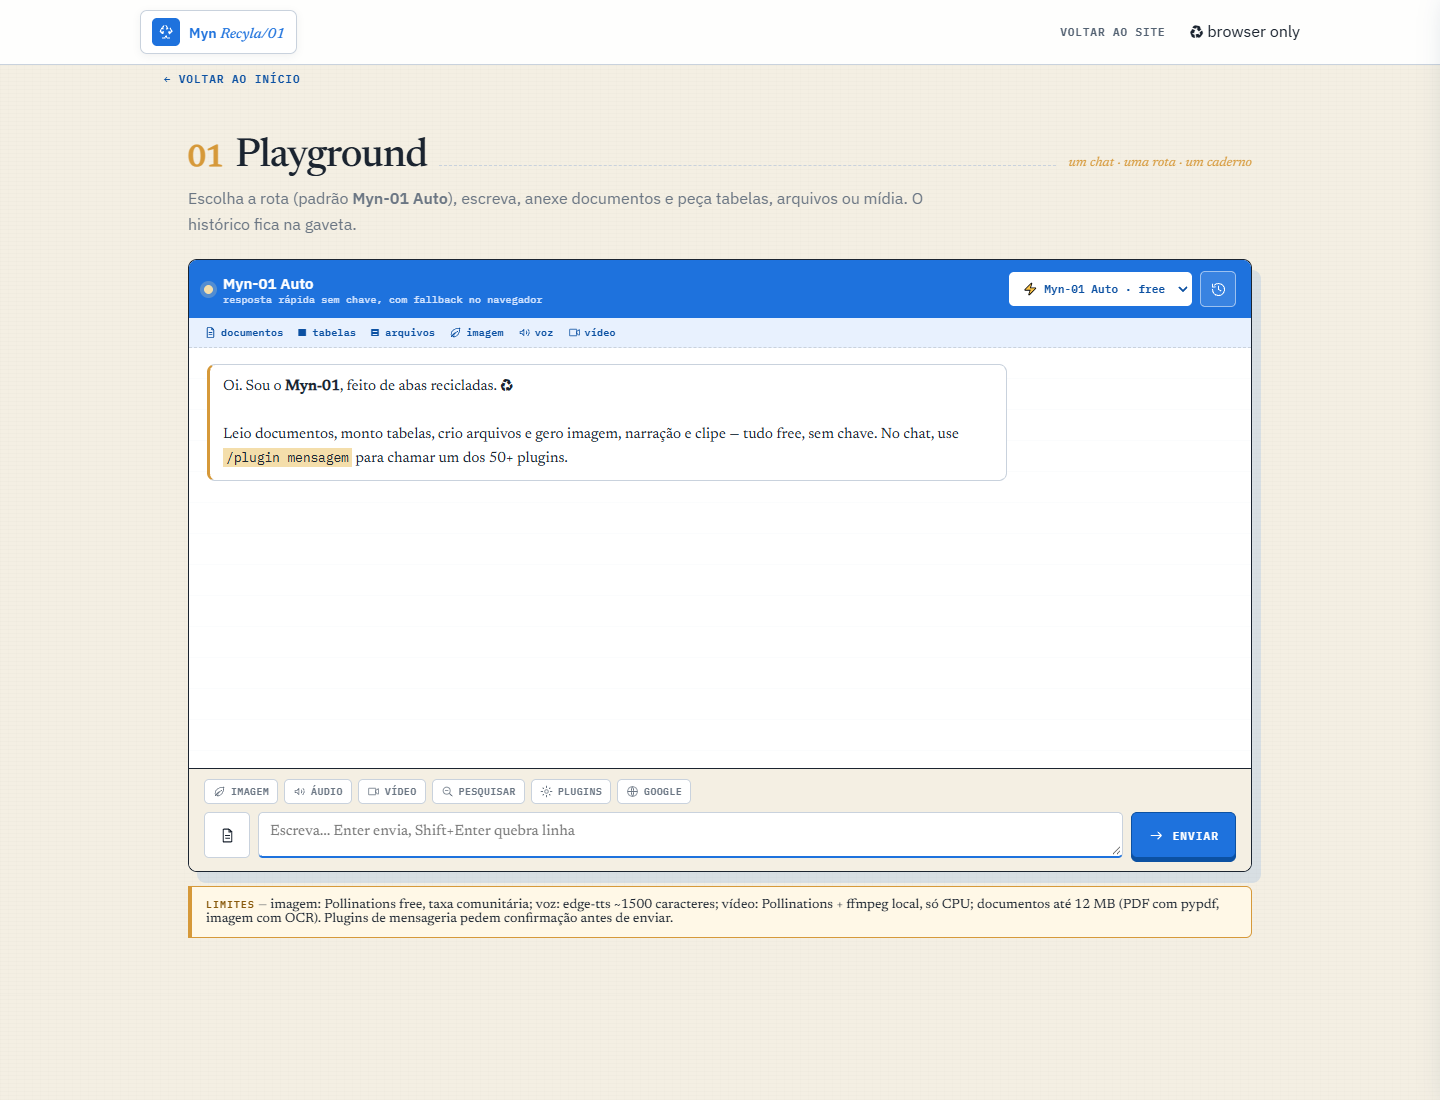 Myn Recyla/01
VOLTAR AO SITE
♻ browser only
← VOLTAR AO INÍCIO
01 Playground
um chat · uma rota · um caderno
Escolha a rota (padrão Myn-01 Auto), escreva, anexe documentos e peça tabelas, arquivos ou mídia. O
histórico fica na gaveta.
Myn-01 Auto
resposta rápida sem chave, com fallback no navegador
⚡ Myn-01 Auto · free
documentos tabelas arquivos imagem voz vídeo
Oi. Sou o Myn-01, feito de abas recicladas. ♻
Leio documentos, monto tabelas, crio arquivos e gero imagem, narração e clipe — tudo free, sem chave. No chat, use
/plugin mensagem para chamar um dos 50+ plugins.
IMAGEM ÁUDIO VÍDEO PESQUISAR PLUGINS GOOGLE
Escreva... Enter envia, Shift+Enter quebra linha
→ ENVIAR
LIMITES — imagem: Pollinations free, taxa comunitária; voz: edge-tts ~1500 caracteres; vídeo: Pollinations + ffmpeg local, só CPU; documentos até 12 MB (PDF com pypdf,
imagem com OCR). Plugins de mensageria pedem confirmação antes de enviar.